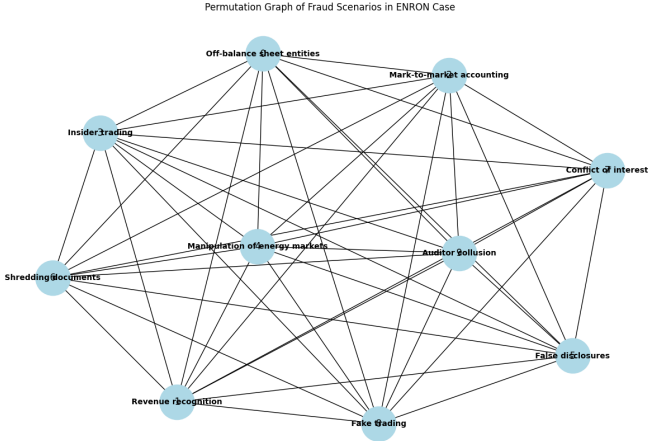 Permutation Graph of Fraud Scenarios in ENRON Case
Off-balance sheet entities
Mark-to-market accounting
Insider trading
Conflict of interest
Manipulation of energy markets
Auditor collusion
Shredding documents
False disclosures
Revenue recognition
Fake trading